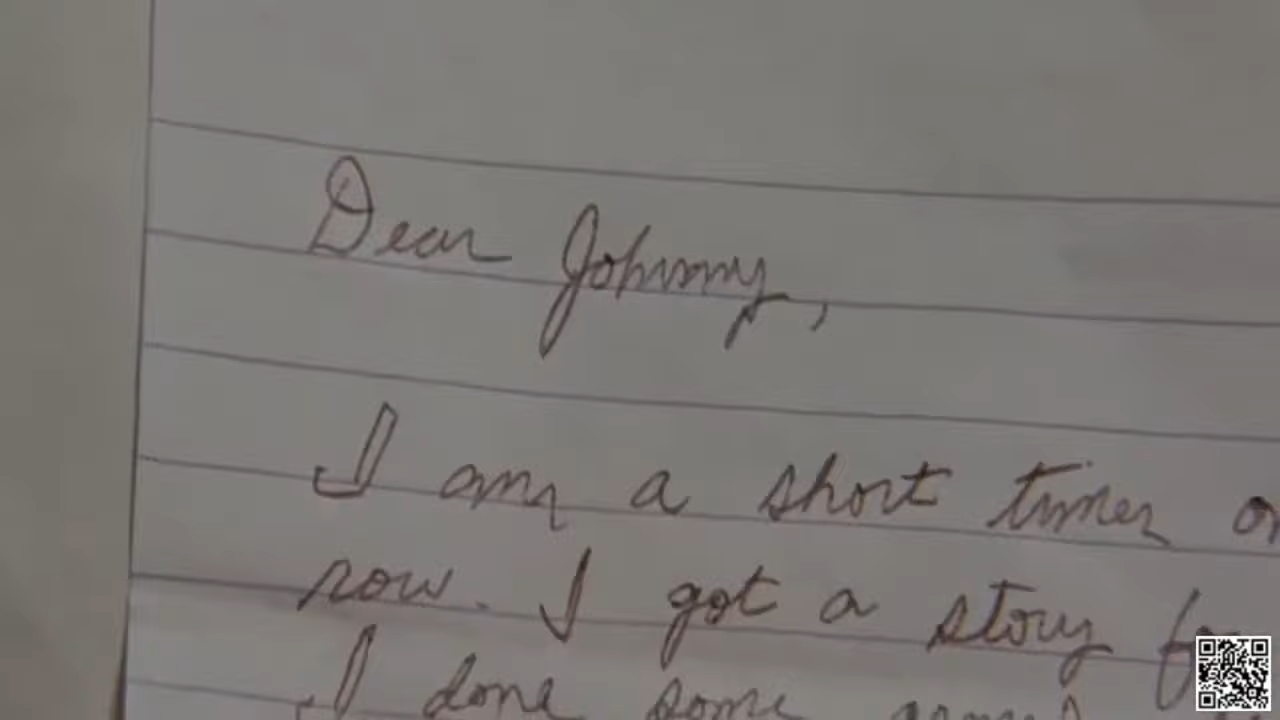 Dear Johnny,
I am a short timer
now. I got a story
I done some